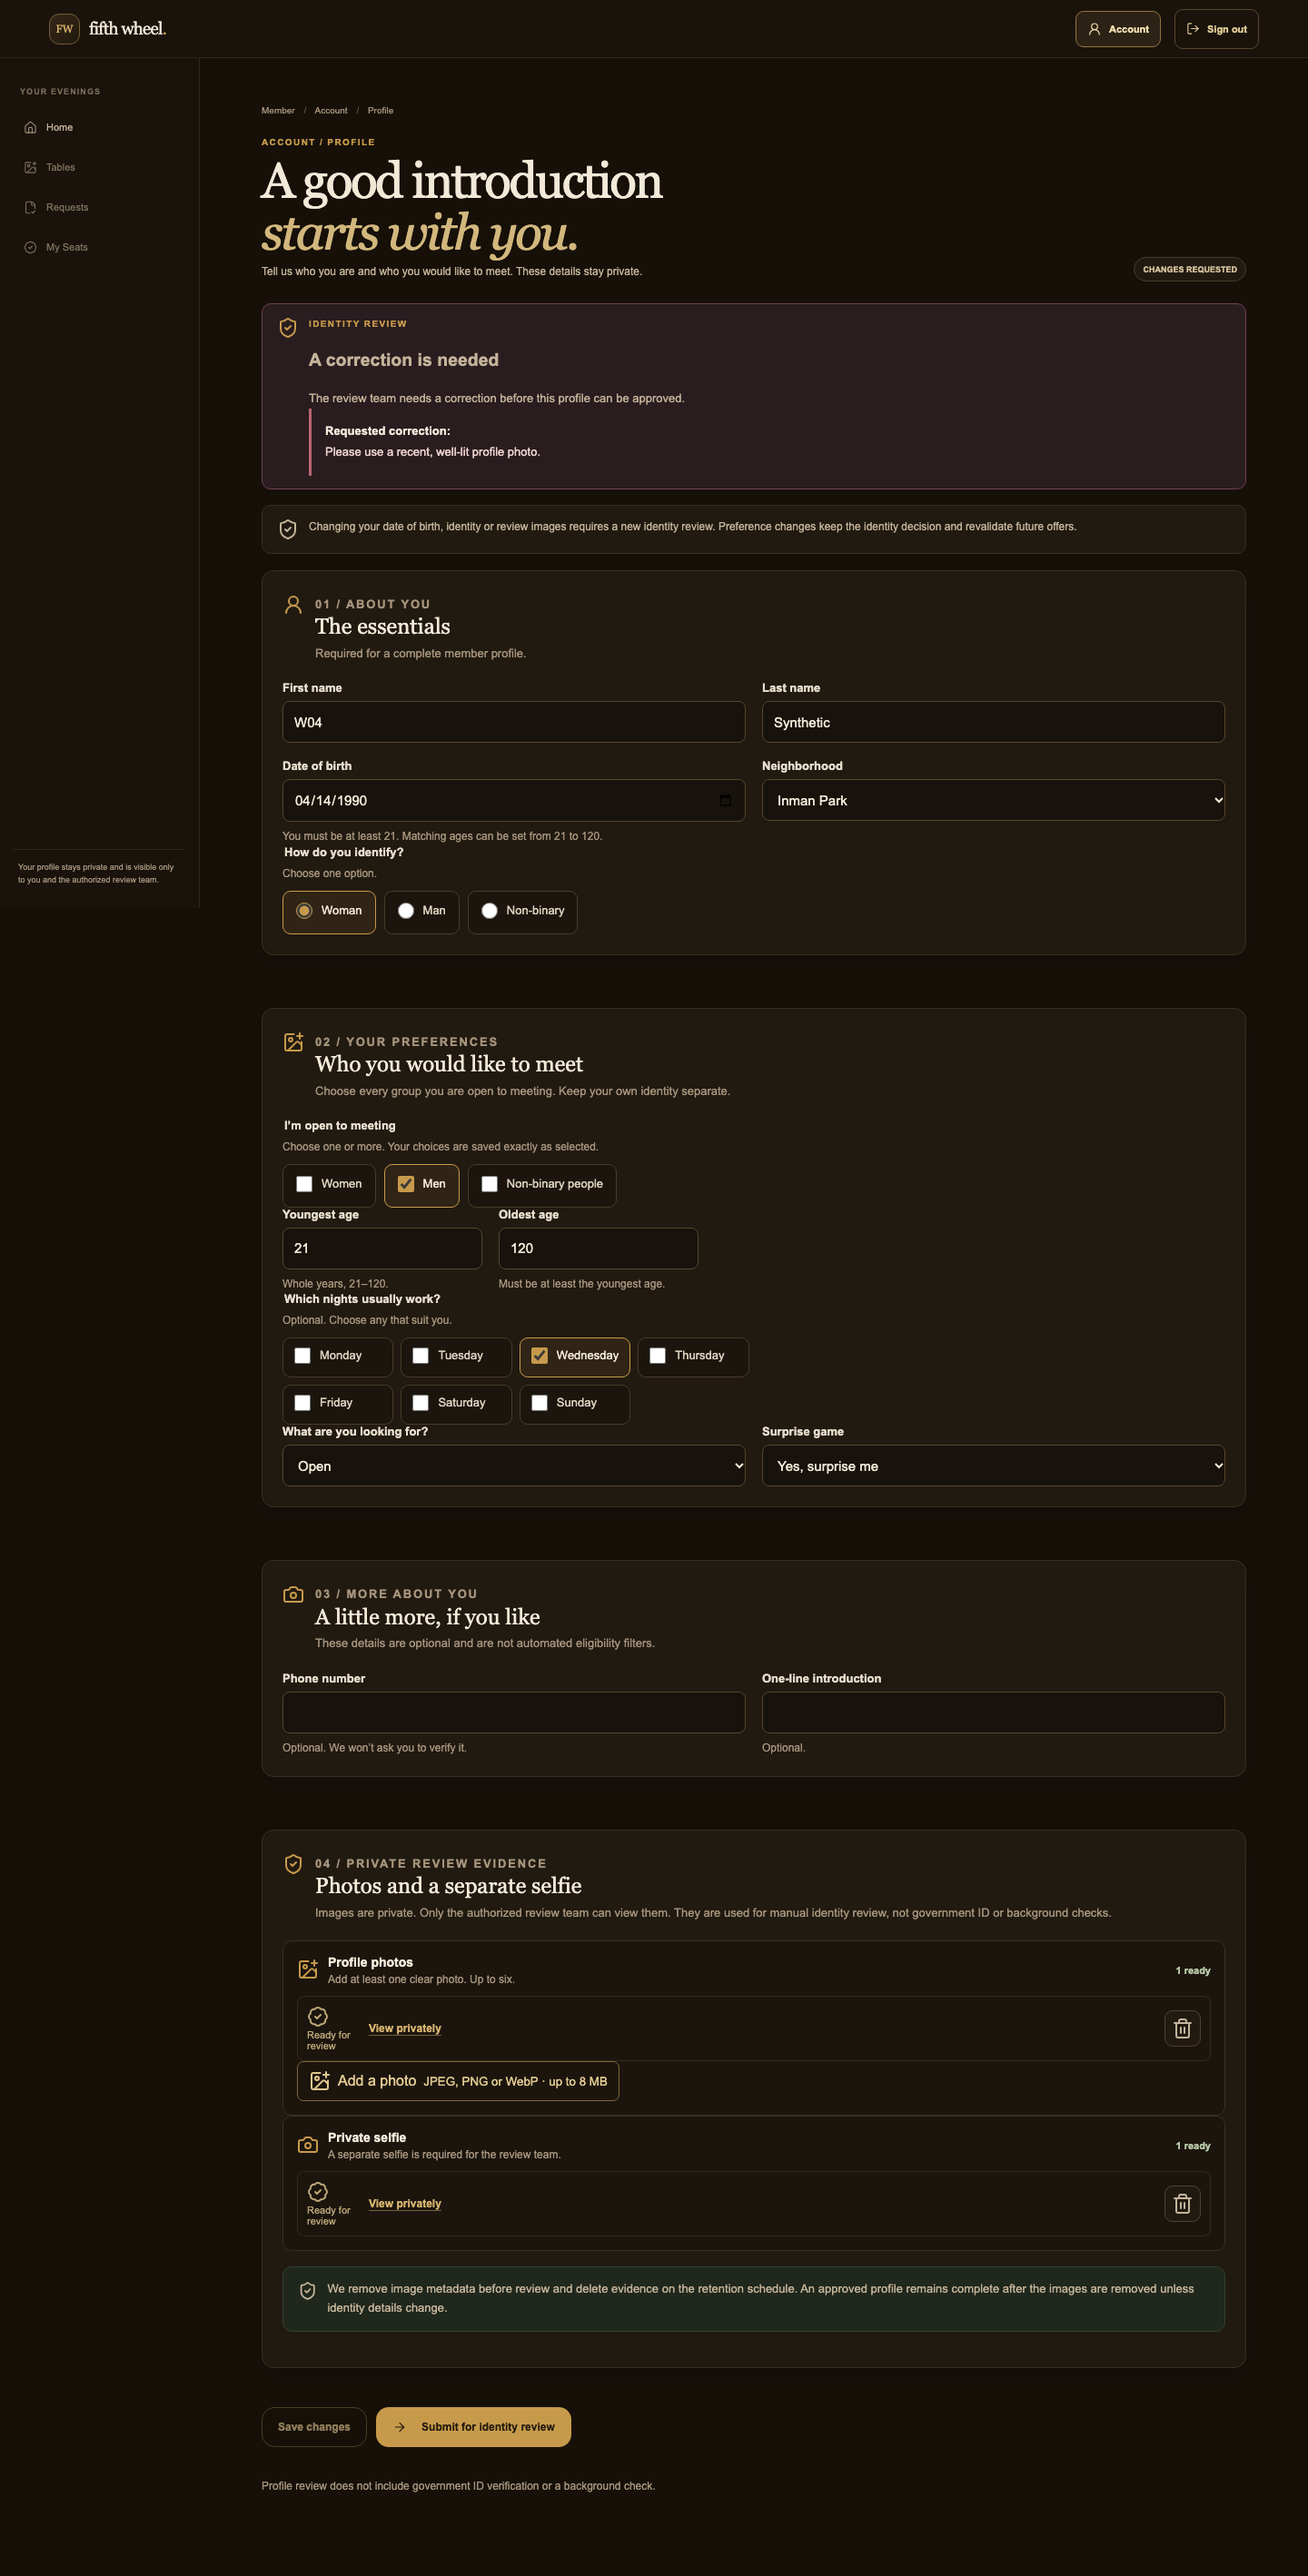 FW fifth wheel.
Account
Sign out
YOUR EVENINGS
Home
Tables
Requests
My Seats
Your profile stays private and is visible only
to you and the authorized review team.
Member / Account / Profile
ACCOUNT / PROFILE
A good introduction
starts with you.
Tell us who you are and who you would like to meet. These details stay private.
CHANGES REQUESTED
IDENTITY REVIEW
A correction is needed
The review team needs a correction before this profile can be approved.
Requested correction:
Please use a recent, well-lit profile photo.
Changing your date of birth, identity or review images requires a new identity review. Preference changes keep the identity decision and revalidate future offers.
01 / ABOUT YOU
The essentials
Required for a complete member profile.
First name
Last name
W04
Synthetic
Date of birth
Neighborhood
04/14/1990
Inman Park
You must be at least 21. Matching ages can be set from 21 to 120.
How do you identify?
Choose one option.
Woman
Man
Non-binary
02 / YOUR PREFERENCES
Who you would like to meet
Choose every group you are open to meeting. Keep your own identity separate.
I’m open to meeting
Choose one or more. Your choices are saved exactly as selected.
Women
Men
Non-binary people
Youngest age
Oldest age
21
120
Whole years, 21–120.
Must be at least the youngest age.
Which nights usually work?
Optional. Choose any that suit you.
Monday
Tuesday
Wednesday
Thursday
Friday
Saturday
Sunday
What are you looking for?
Surprise game
Open
Yes, surprise me
03 / MORE ABOUT YOU
A little more, if you like
These details are optional and are not automated eligibility filters.
Phone number
One-line introduction
Optional. We won’t ask you to verify it.
Optional.
04 / PRIVATE REVIEW EVIDENCE
Photos and a separate selfie
Images are private. Only the authorized review team can view them. They are used for manual identity review, not government ID or background checks.
Profile photos
Add at least one clear photo. Up to six.
1 ready
Ready for
review
View privately
Add a photo JPEG, PNG or WebP · up to 8 MB
Private selfie
A separate selfie is required for the review team.
1 ready
Ready for
review
View privately
We remove image metadata before review and delete evidence on the retention schedule. An approved profile remains complete after the images are removed unless
identity details change.
Save changes
Submit for identity review
Profile review does not include government ID verification or a background check.